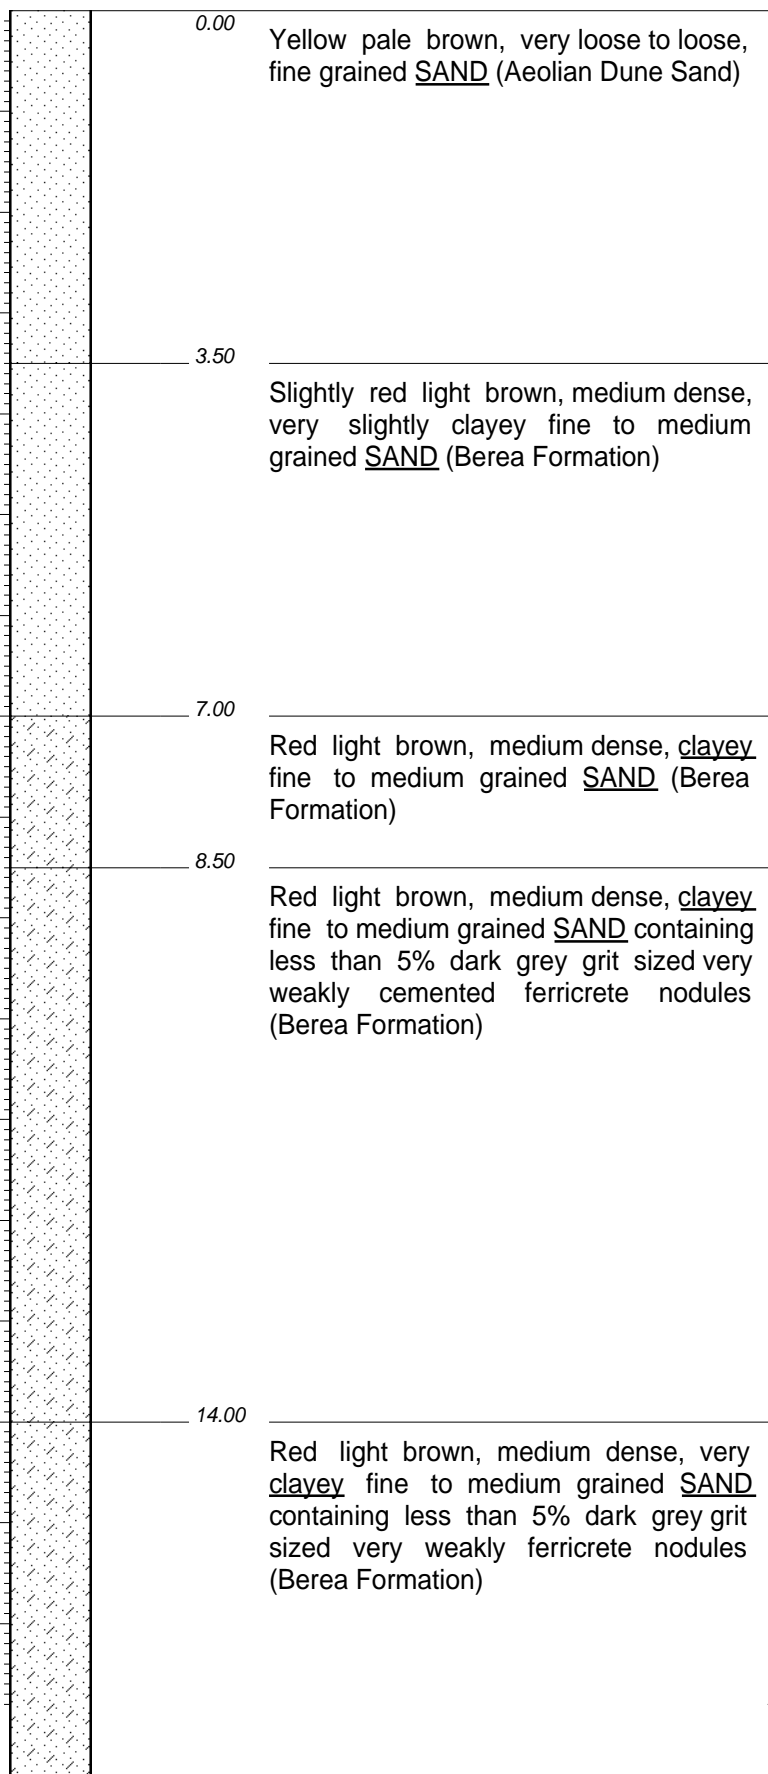 0.00
Yellow pale brown, very loose to loose,
fine grained SAND (Aeolian Dune Sand)
3.50
Slightly red light brown, medium dense,
very slightly clayey fine to medium
grained SAND (Berea Formation)
7.00
Red light brown, medium dense, clayey
fine to medium grained SAND (Berea
Formation)
8.50
Red light brown, medium dense, clayey
fine to medium grained SAND containing
less than 5% dark grey grit sized very
weakly cemented ferricrete nodules
(Berea Formation)
14.00
Red light brown, medium dense, very
clayey fine to medium grained SAND
containing less than 5% dark grey grit
sized very weakly ferricrete nodules
(Berea Formation)